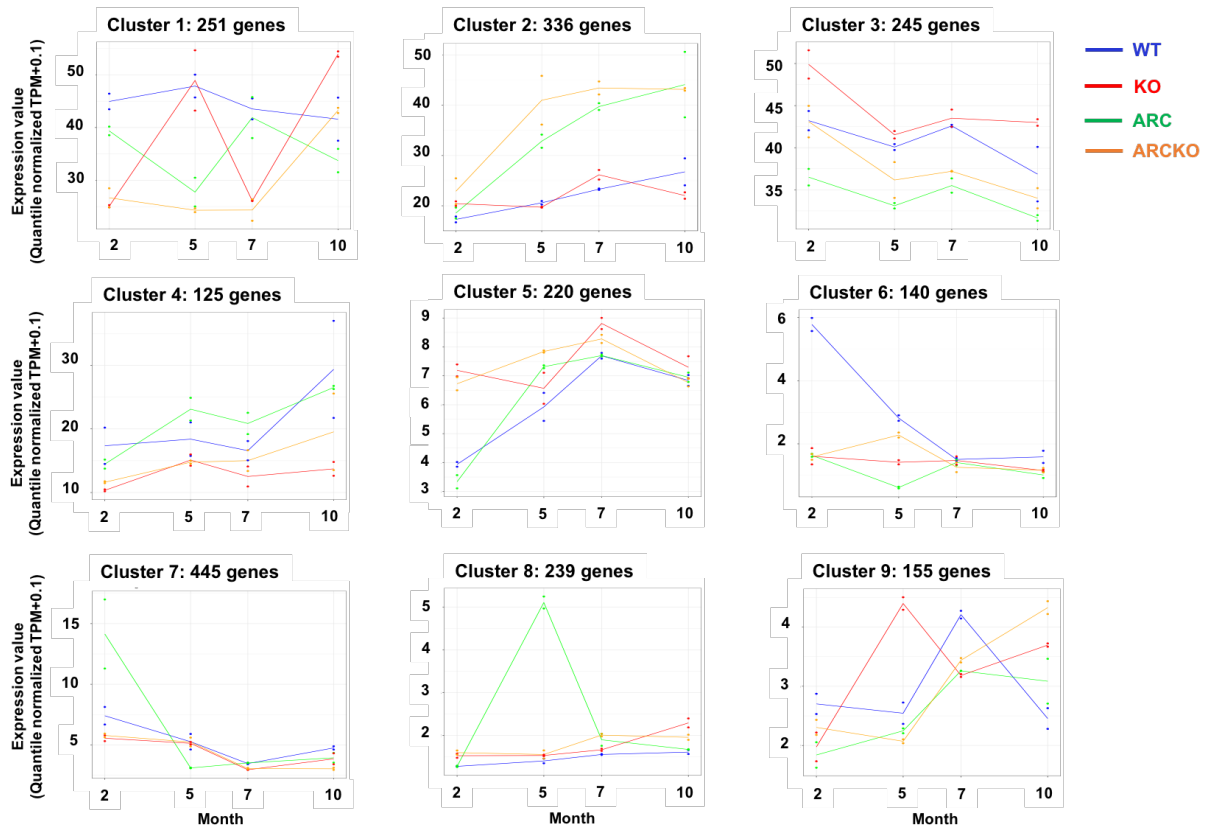 Cluster 1: 251 genes
Cluster 2: 336 genes
Cluster 3: 245 genes
Expression value
(Quantile normalized TPM+0.1)
50
40
30
2 5 7 10
50
40
30
20
2 5 7 10
50
45
40
35
2 5 7 10
WT
KO
ARC
ARCKO
Cluster 4: 125 genes
Cluster 5: 220 genes
Cluster 6: 140 genes
Expression value
(Quantile normalized TPM+0.1)
30
20
10
2 5 7 10
9
8
7
6
5
4
3
2 5 7 10
6
4
2
2 5 7 10
Cluster 7: 445 genes
Cluster 8: 239 genes
Cluster 9: 155 genes
Expression value
(Quantile normalized TPM+0.1)
15
10
5
2 5 7 10
Month
5
4
3
2
2 5 7 10
Month
4
3
2
2 5 7 10
Month